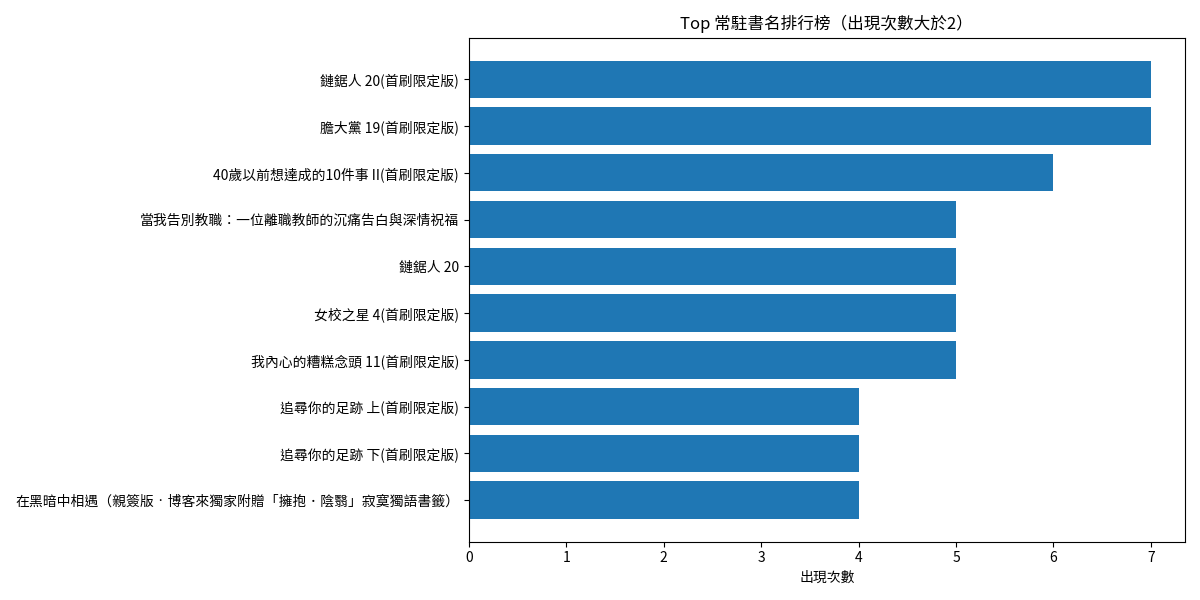 Top 常駐書名排行榜（出現次數大於2）
鏈鋸人 20(首刷限定版)
膽大黨 19(首刷限定版)
40歲以前想達成的10件事 II(首刷限定版)
當我告別教職：一位離職教師的沉痛告白與深情祝福
鏈鋸人 20
女校之星 4(首刷限定版)
我內心的糟糕念頭 11(首刷限定版)
追尋你的足跡 上(首刷限定版)
追尋你的足跡 下(首刷限定版)
在黑暗中相遇（親簽版‧博客來獨家附贈「擁抱．陰翳」寂寞獨語書籤）
0 1 2 3 4 5 6 7
出現次數